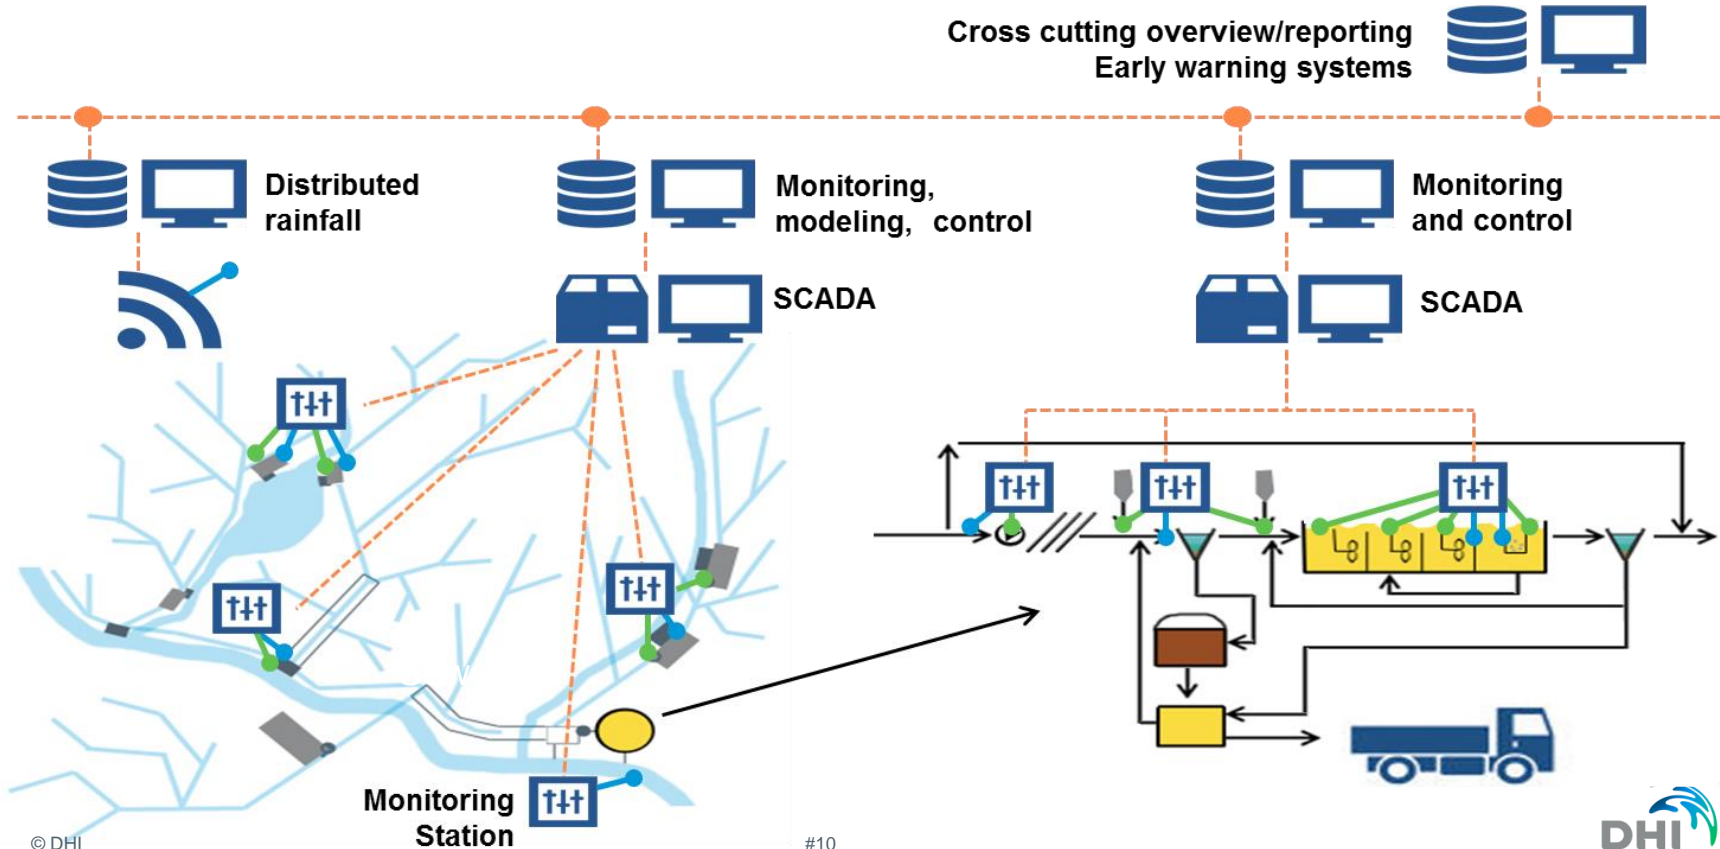 Cross cutting overview/reporting
Early warning systems
Distributed
rainfall
Monitoring,
modeling, control
Monitoring
and control
SCADA
SCADA
Monitoring
Station
© DHI
#10
DHI